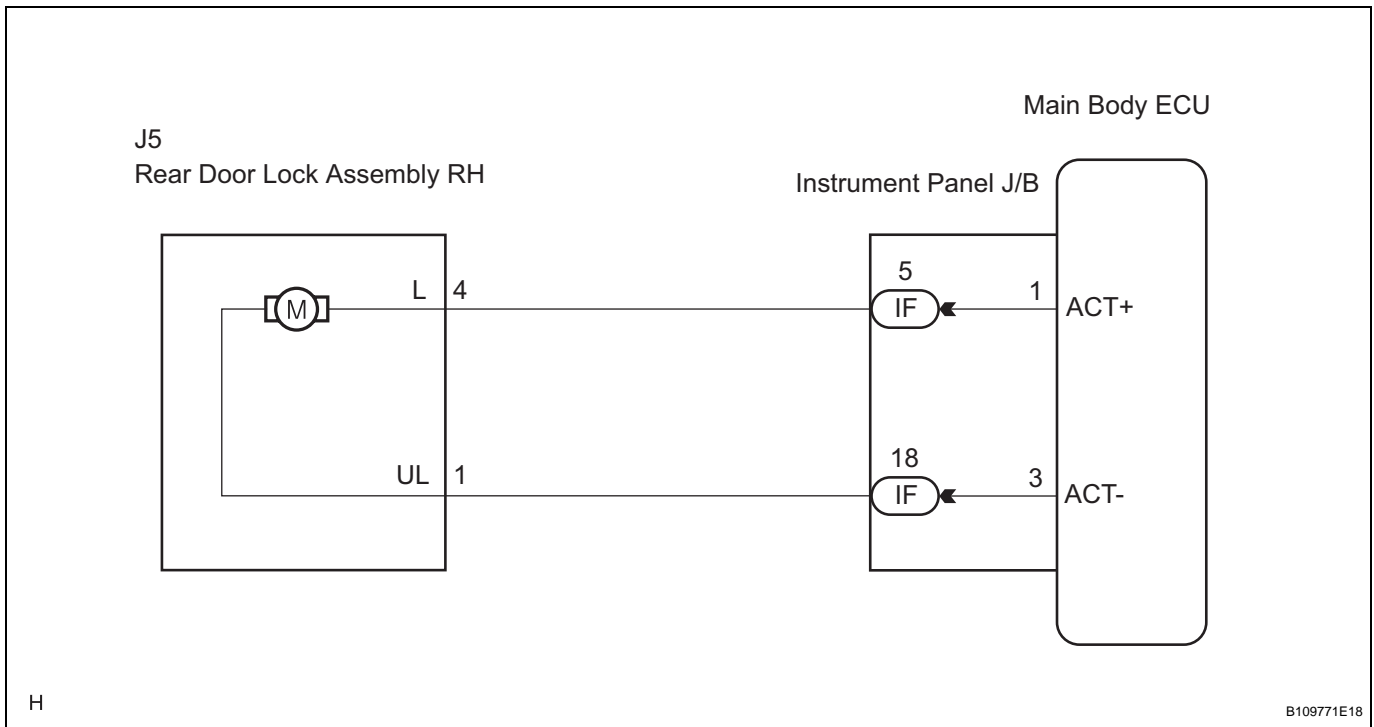 Main Body ECU
J5
Rear Door Lock Assembly RH
Instrument Panel J/B
M
L 4
5
IF
1 ACT+
UL 1
18
IF
3 ACT-
H
B109771E18